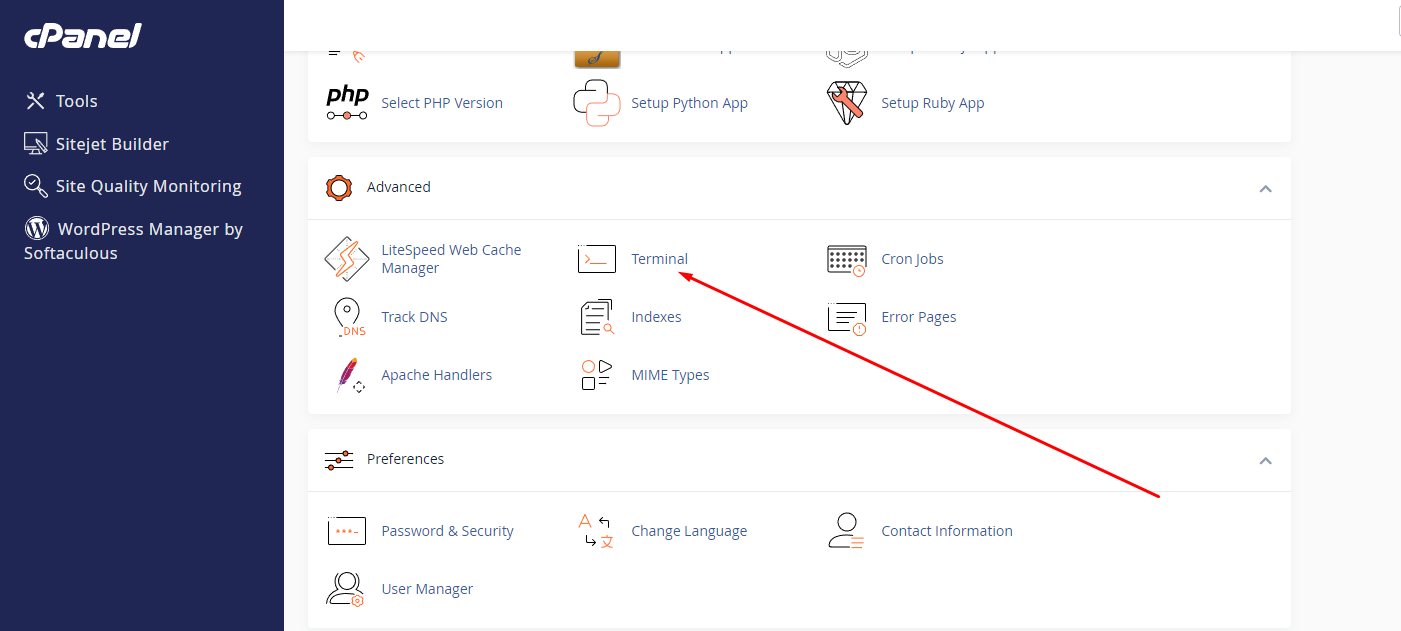 cPanel
Tools
Sitejet Builder
Site Quality Monitoring
WordPress Manager by
Softaculous
php
Select PHP Version
Setup Python App
Setup Ruby App
Advanced
LiteSpeed Web Cache
Manager
Terminal
Cron Jobs
DNS
Track DNS
Indexes
Error Pages
Apache Handlers
MIME Types
Preferences
Password & Security
A
文
Change Language
Contact Information
User Manager